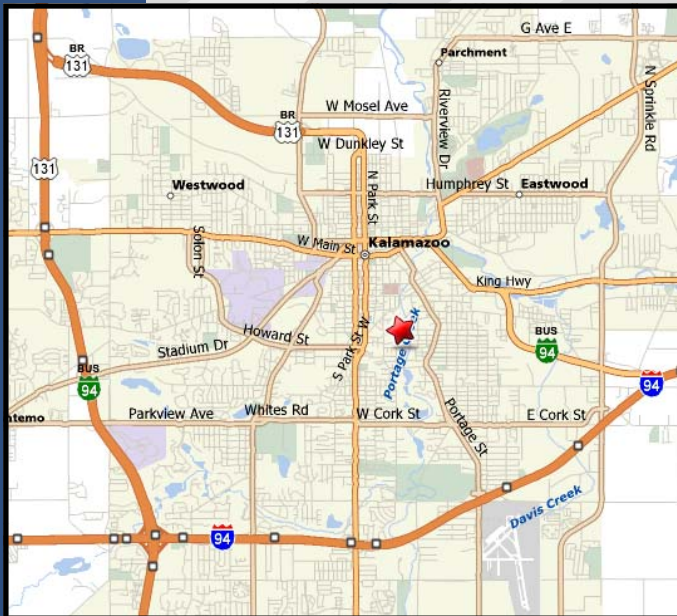 G Ave E
BR
131
Parchment
N Sprinkle Rd
W Mosel Ave
Riverview Dr
BR
131
W Dunkley St
131
N Park St
Westwood
Humphrey St
Eastwood
Solon St
W Main St
Kalamazoo
King Hwy
Howard St
Stadium Dr
S Park St W
Portage Creek
BUS
94
BUS
94
94
ntemo
Parkview Ave
Whites Rd
W Cork St
Portage St
E Cork St
Davis Creek
94